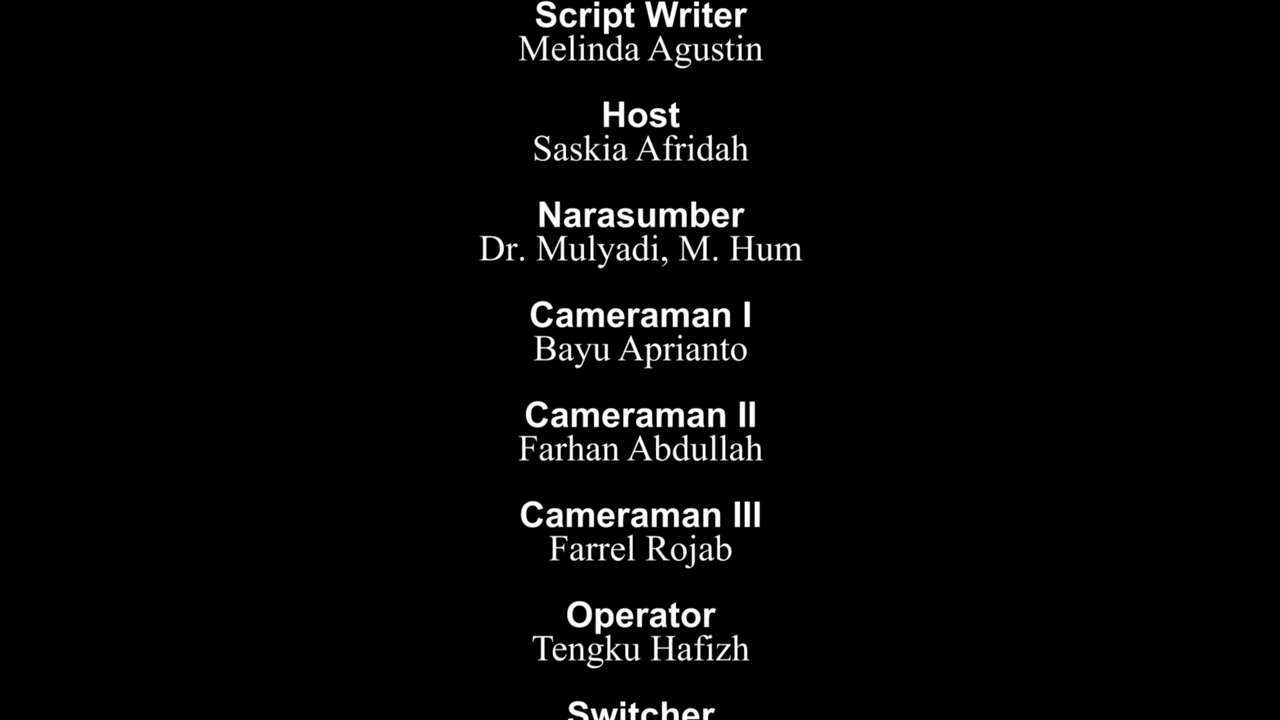 Script Writer
Melinda Agustin
Host
Saskia Afridah
Narasumber
Dr. Mulyadi, M. Hum
Cameraman I
Bayu Aprianto
Cameraman II
Farhan Abdullah
Cameraman III
Farrel Rojab
Operator
Tengku Hafizh
Switcher